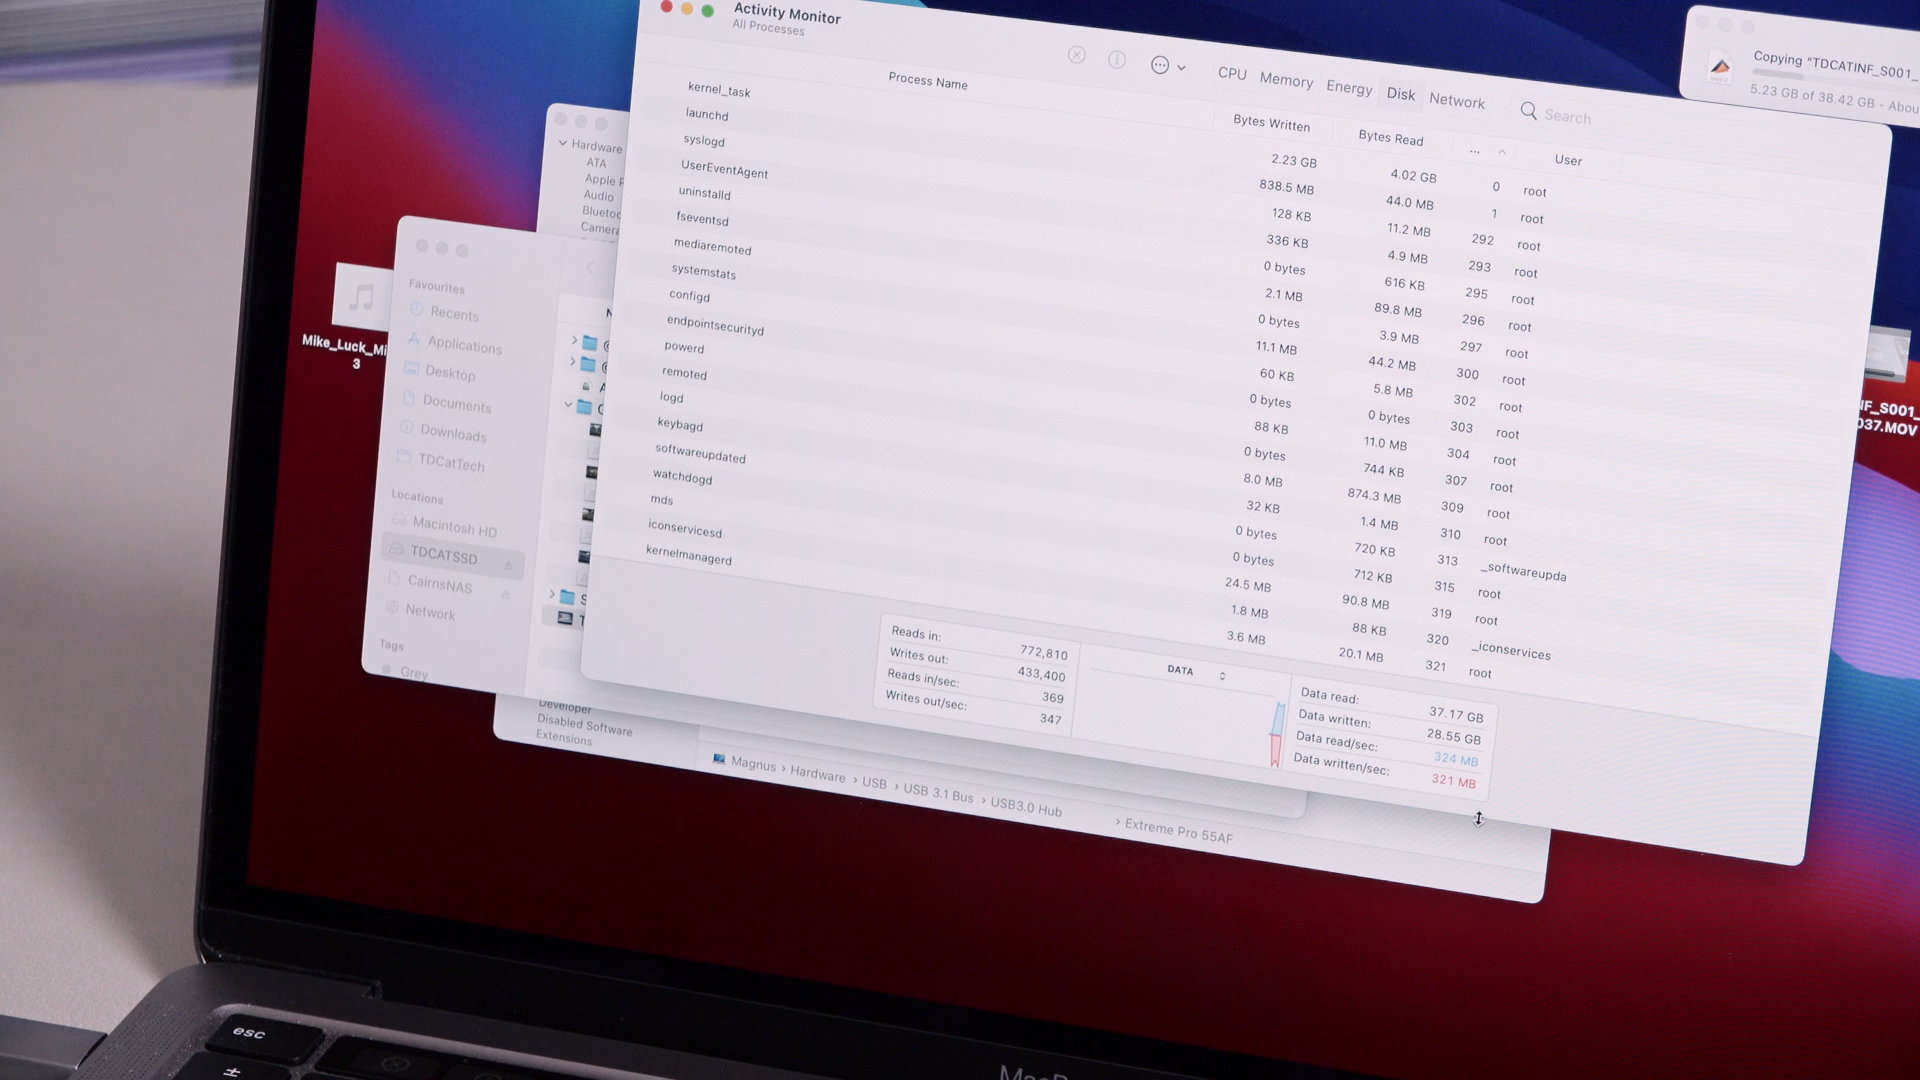 Activity Monitor
All Processes
CPU Memory Energy Disk Network
Search
Process Name Bytes Written Bytes Read ... User
kernel_task 2.23 GB 4.02 GB 0 root
launchd 838.5 MB 44.0 MB 1 root
syslogd 128 KB 11.2 MB 292 root
UserEventAgent 336 KB 4.9 MB 293 root
uninstalld 0 bytes 616 KB 295 root
fseventsd 2.1 MB 89.8 MB 296 root
mediaremoted 0 bytes 3.9 MB 297 root
systemstats 11.1 MB 44.2 MB 300 root
configd 60 KB 5.8 MB 302 root
endpointsecurityd 0 bytes 0 bytes 303 root
powerd 88 KB 11.0 MB 304 root
remoted 0 bytes 744 KB 307 root
logd 8.0 MB 874.3 MB 309 root
keybagd 32 KB 1.4 MB 310 root
softwareupdated 0 bytes 720 KB 313 _softwareupda
watchdogd 0 bytes 712 KB 315 root
mds 24.5 MB 90.8 MB 319 root
iconservicesd 1.8 MB 88 KB 320 _iconservices
kernelmanagerd 3.6 MB 20.1 MB 321 root
Reads in: 772,810
Writes out: 433,400
Reads in/sec: 369
Writes out/sec: 347
DATA
Data read: 37.17 GB
Data written: 28.55 GB
Data read/sec: 324 MB
Data written/sec: 321 MB
Copying "TDCATINF_S001_
5.23 GB of 38.42 GB - Abou
Hardware
ATA
Apple
Audio
Bluetoo
Camera
Favourites
Recents
Applications
Desktop
Documents
Downloads
TDCatTech
Locations
Macintosh HD
TDCATSSD
CairnsNAS
Network
Tags
Grey
Developer
Disabled Software
Extensions
Magnus › Hardware › USB › USB 3.1 Bus › USB3.0 Hub › Extreme Pro 55AF
Mike_Luck_Mi
3
IF_S001_
037.MOV
esc
±